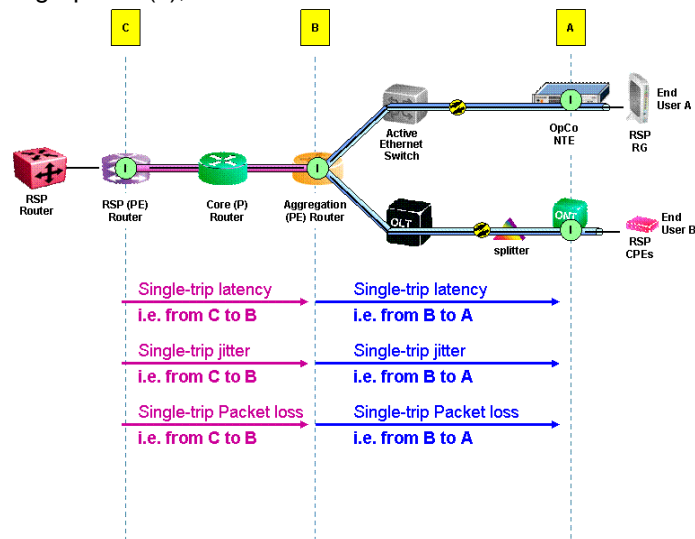 C
B
A
I
I
I
I
Active
Ethernet
Switch
OpCo
NTE
RSP
RG
End
User A
RSP
Router
RSP (PE)
Router
Core (P)
Router
Aggregation
(PE) Router
OLT
splitter
ONT
RSP
CPEs
End
User B
Single-trip latency
i.e. from C to B
Single-trip latency
i.e. from B to A
Single-trip jitter
i.e. from C to B
Single-trip jitter
i.e. from B to A
Single-trip Packet loss
i.e. from C to B
Single-trip Packet loss
i.e. from B to A